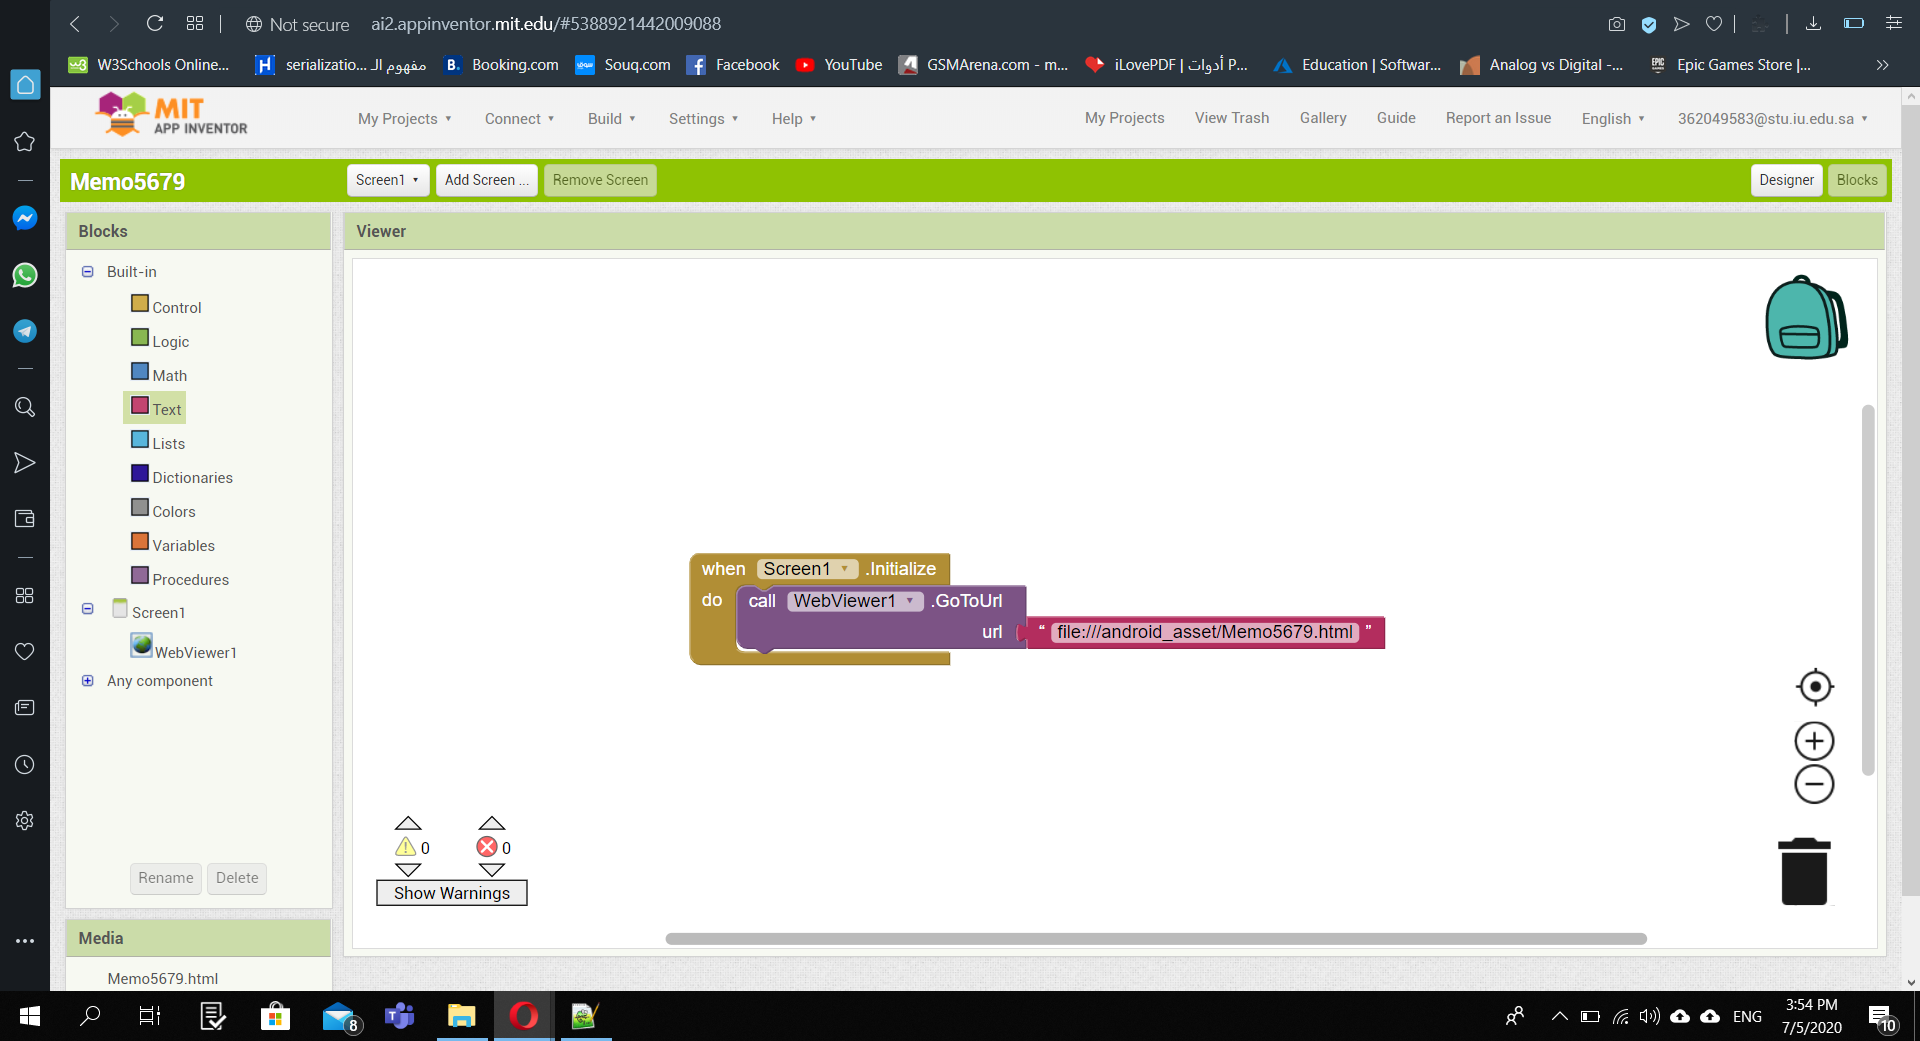 Not secure ai2.appinventor.mit.edu/#5388921442009088
W3Schools Online... serializatio... مفهوم الـ Booking.com Souq.com Facebook YouTube GSMArena.com - m... iLovePDF | أدوات P... Education | Softwar... Analog vs Digital -... EPIC GAMES Epic Games Store |...
MIT APP INVENTOR
My Projects Connect Build Settings Help My Projects View Trash Gallery Guide Report an Issue English 362049583@stu.iu.edu.sa
Memo5679 Screen1 Add Screen ... Remove Screen Designer Blocks
Blocks
Viewer
Built-in
Control
Logic
Math
Text
Lists
Dictionaries
Colors
Variables
Procedures
Screen1
WebViewer1
Any component
Rename Delete
when Screen1 .Initialize
do call WebViewer1 .GoToUrl
url “ file:///android_asset/Memo5679.html ”
0 0
Show Warnings
Media
Memo5679.html
8
ENG
3:54 PM
7/5/2020
10